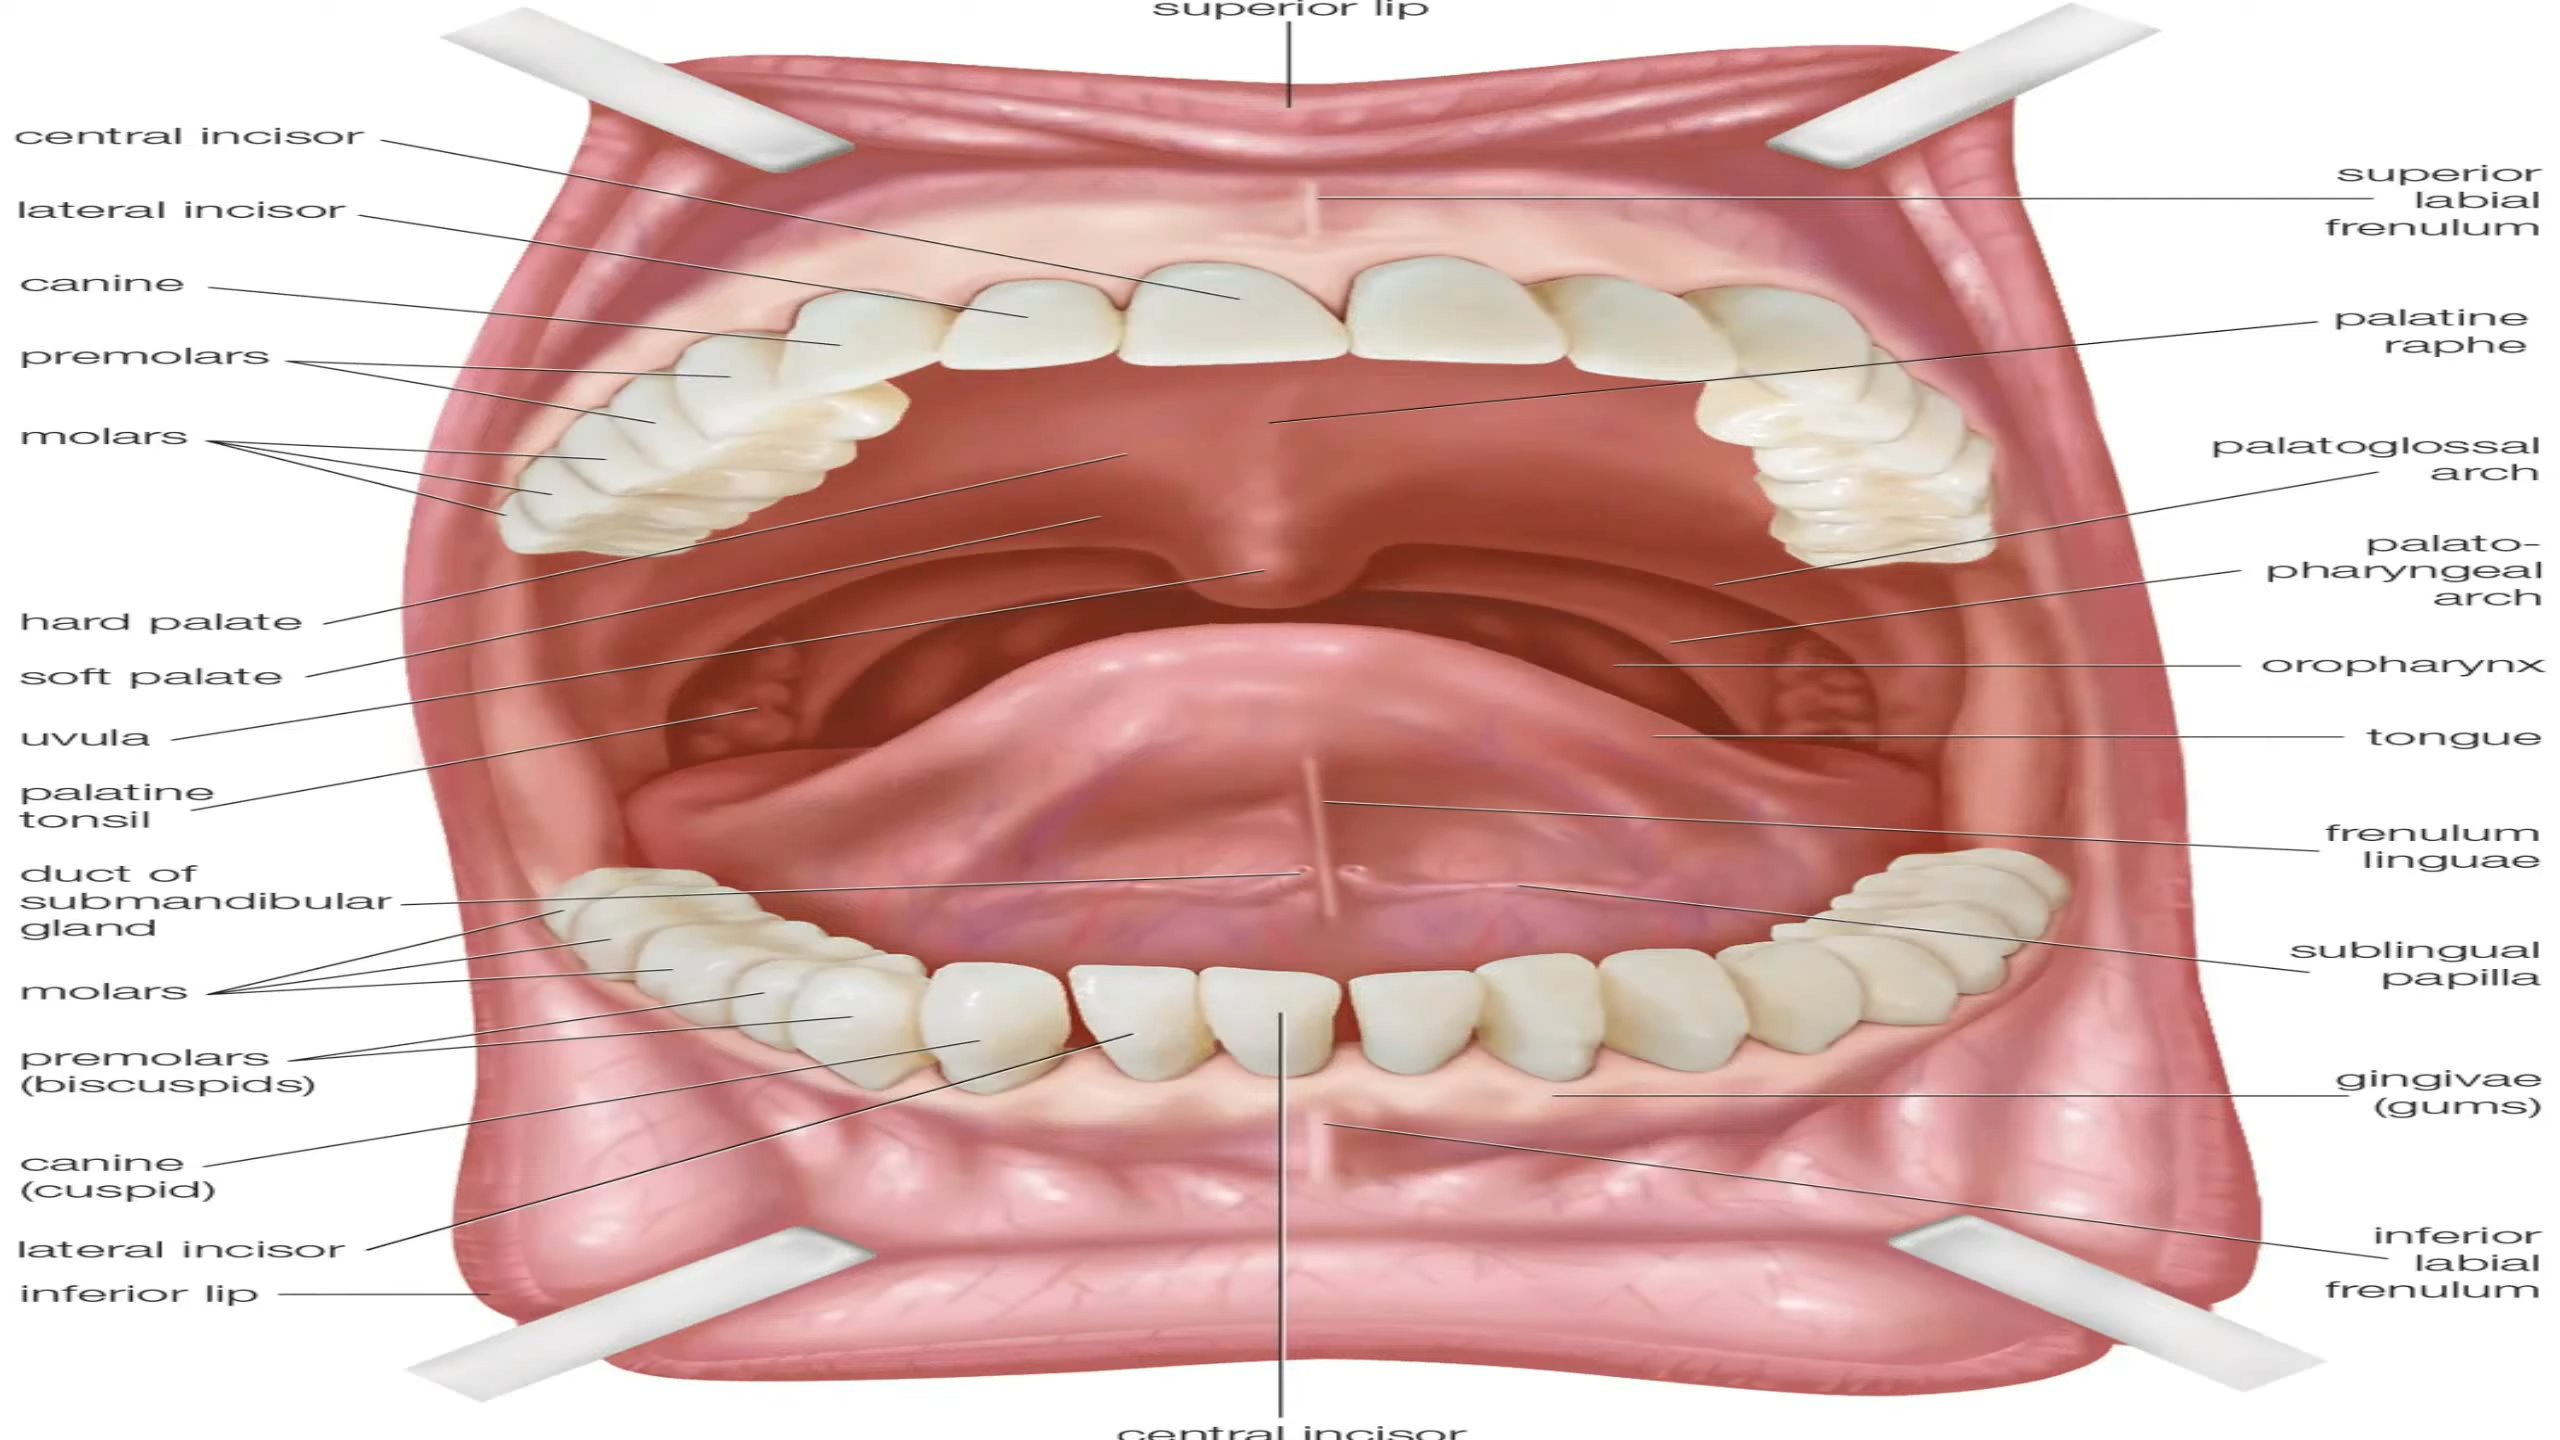 superior lip
central incisor
lateral incisor
canine
premolars
molars
hard palate
soft palate
uvula
palatine
tonsil
duct of
submandibular
gland
molars
premolars
(biscuspids)
canine
(cuspid)
lateral incisor
inferior lip
superior
labial
frenulum
palatine
raphe
palatoglossal
arch
palato-
pharyngeal
arch
oropharynx
tongue
frenulum
linguae
sublingual
papilla
gingivae
(gums)
inferior
labial
frenulum
central incisor